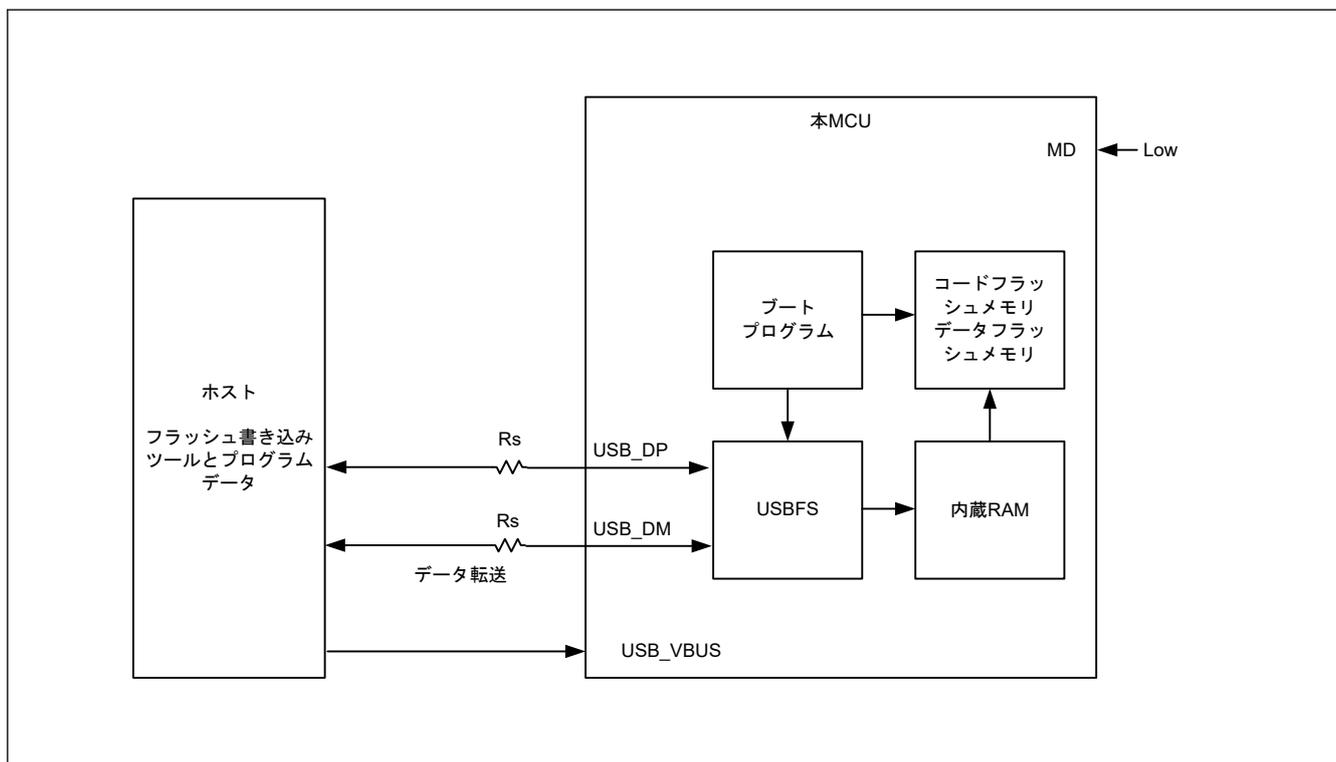 本MCU
MD
Low
ブート
プログラム
コードフラッ
シュメモリ
データフラッ
シュメモリ
ホスト
フラッシュ書き込み
ツールとプログラム
データ
Rs
USB_DP
Rs
USB_DM
データ転送
USBFS
内蔵RAM
USB_VBUS